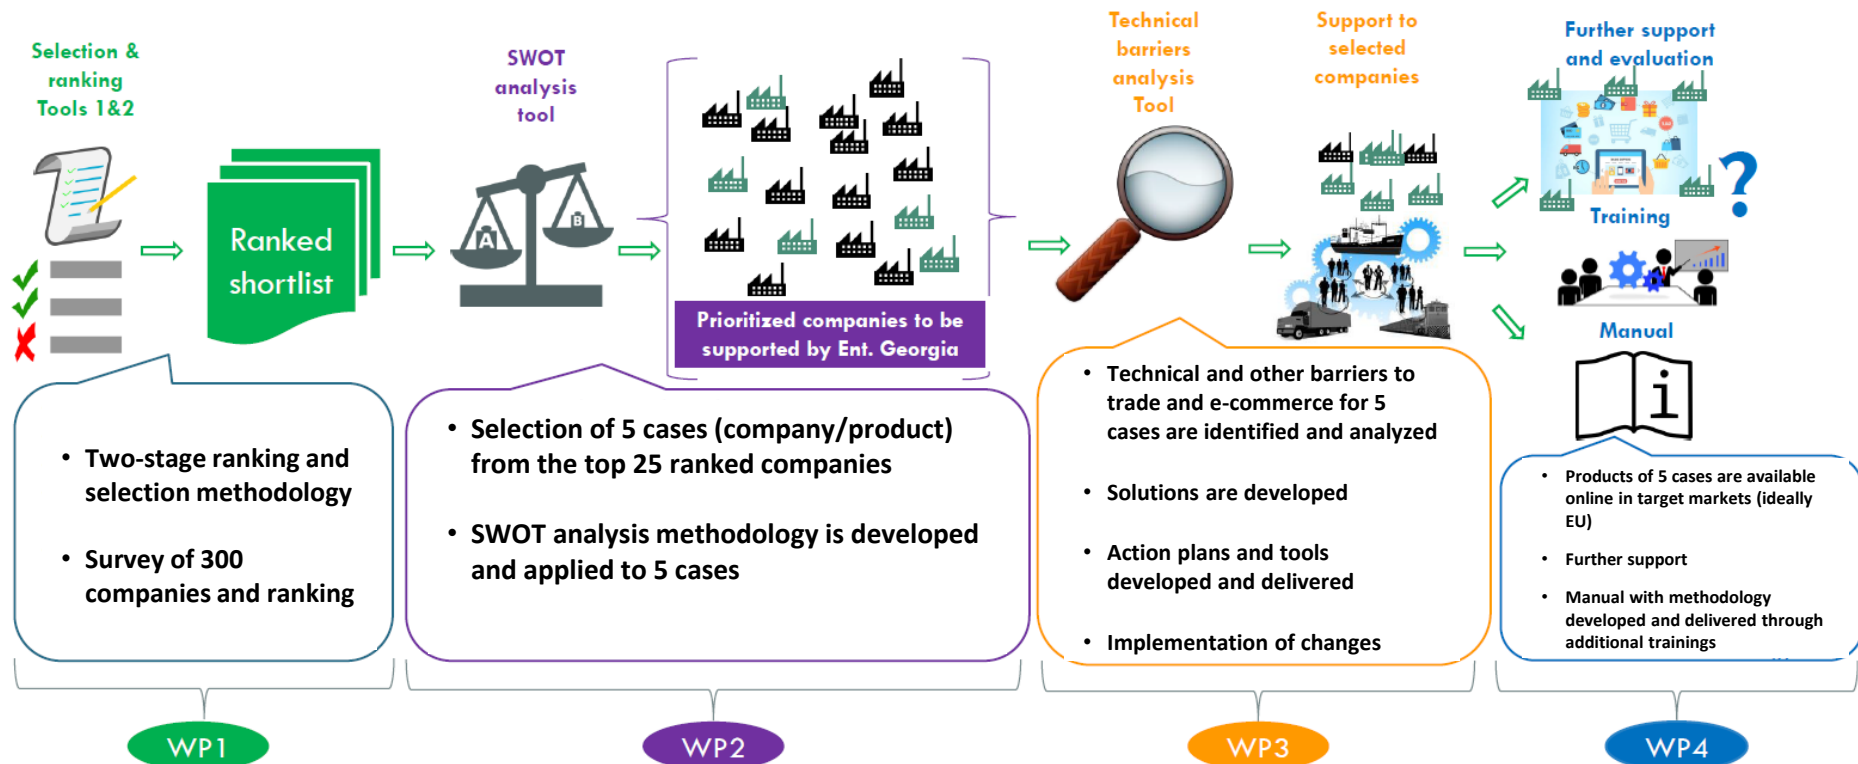 Selection &
ranking
Tools 1&2
Ranked
shortlist
SWOT
analysis
tool
A
B
Prioritized companies to be
supported by Ent. Georgia
Technical
barriers
analysis
Tool
Support to
selected
companies
Further support
and evaluation
?
Training
Manual
i
• Two-stage ranking and
selection methodology
• Survey of 300
companies and ranking
• Selection of 5 cases (company/product)
from the top 25 ranked companies
• SWOT analysis methodology is developed
and applied to 5 cases
• Technical and other barriers to
trade and e-commerce for 5
cases are identified and analyzed
• Solutions are developed
• Action plans and tools
developed and delivered
• Implementation of changes
• Products of 5 cases are available
online in target markets (ideally
EU)
• Further support
• Manual with methodology
developed and delivered through
additional trainings
WP1
WP2
WP3
WP4